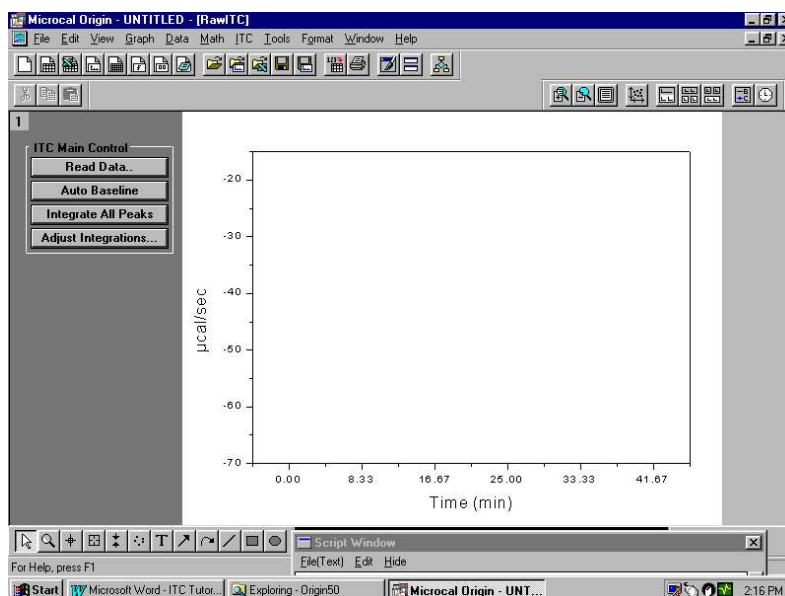 Microcal Origin - UNTITLED - [RawITC]
File Edit View Graph Data Math ITC Tools Format Window Help
1
ITC Main Control
Read Data..
Auto Baseline
Integrate All Peaks
Adjust Integrations...
-20
-30
-40
-50
-60
-70
µcal/sec
0.00 8.33 16.67 25.00 33.33 41.67
Time (min)
T
Script Window
File(Text) Edit Hide
For Help, press F1
Start Microsoft Word - ITC Tutor... Exploring - Origin50 Microcal Origin - UNT... 2:16 PM